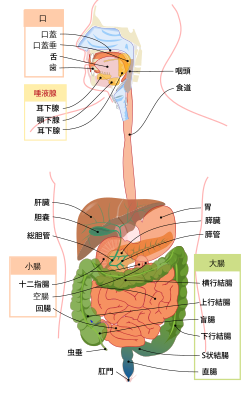 口
口蓋
口蓋垂
舌
歯
唾液腺
耳下腺
顎下腺
耳下腺
咽頭
食道
肝臓
胆嚢
総胆管
胃
膵臓
膵管
小腸
十二指腸
空腸
回腸
大腸
横行結腸
上行結腸
盲腸
下行結腸
S状結腸
直腸
虫垂
肛門